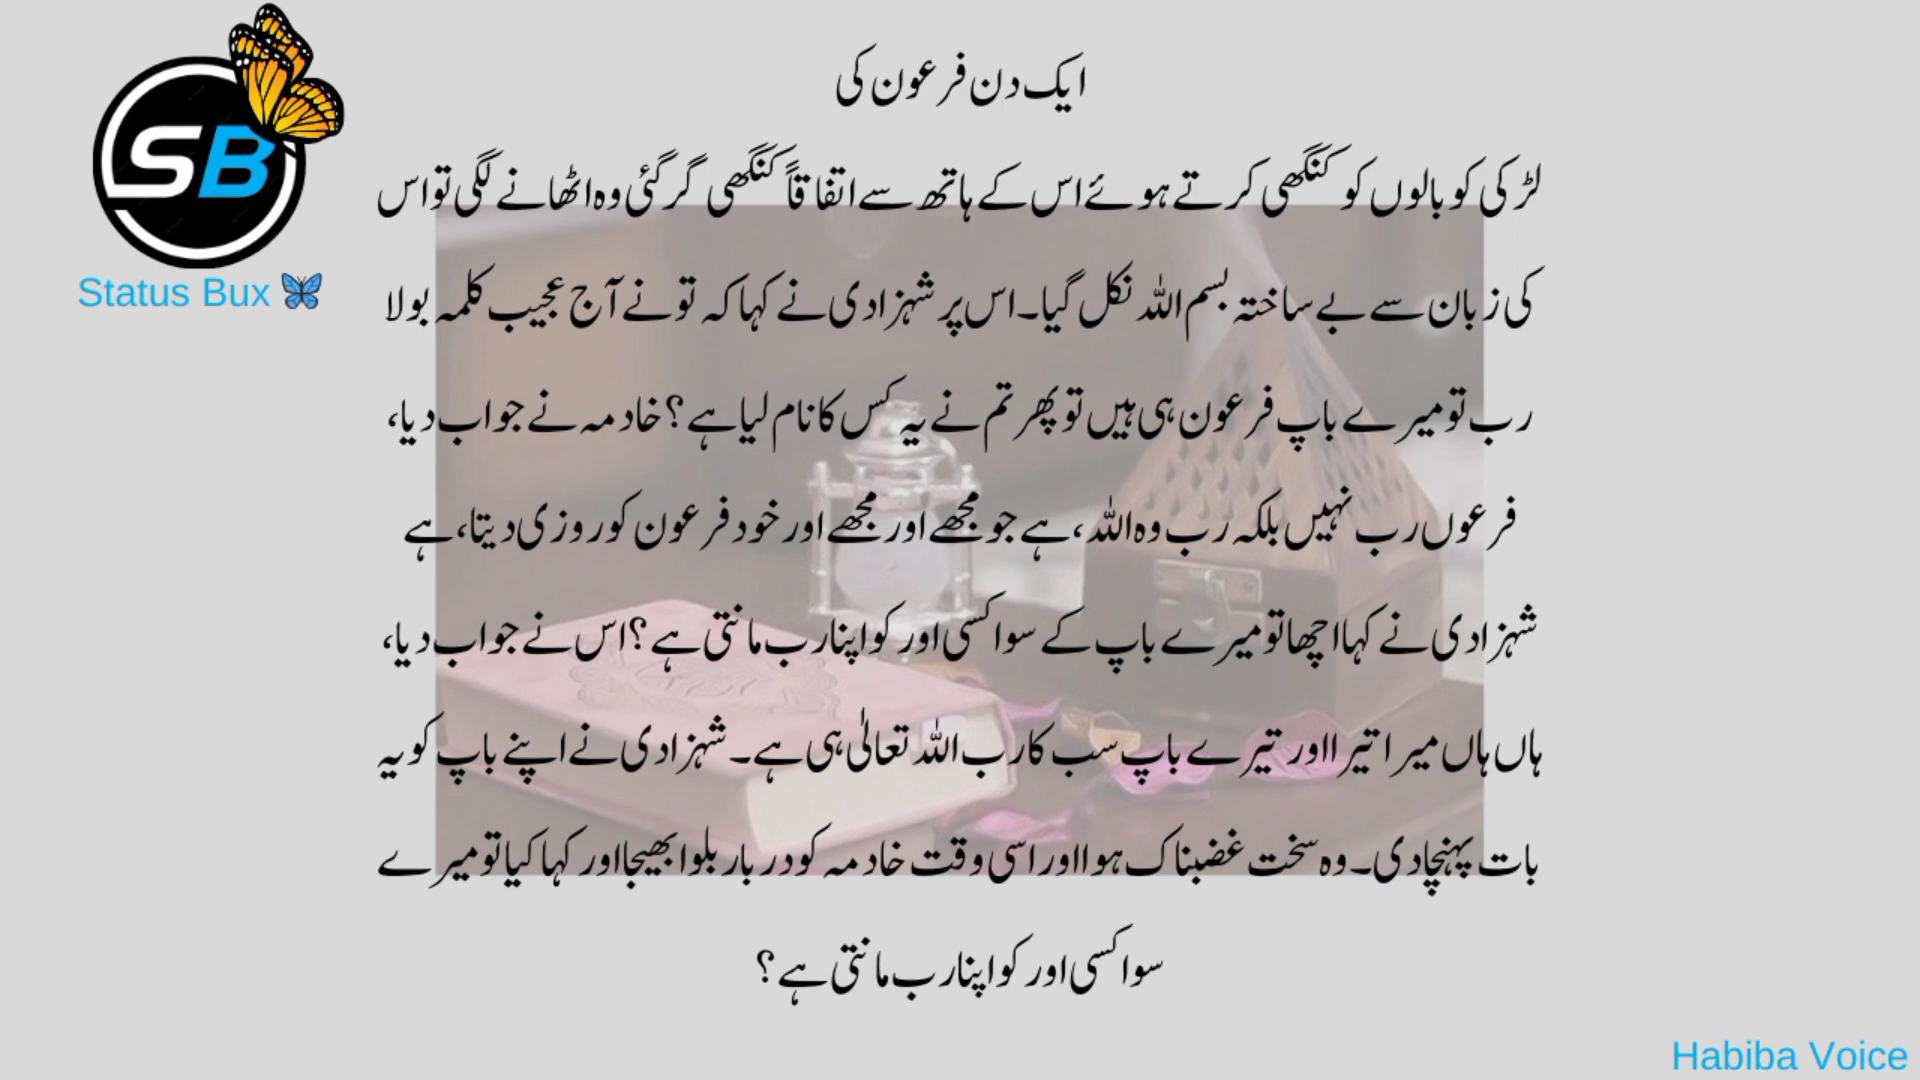 SB
Status Bux
ایک دن فرعون کی
لڑکی کو بالوں کو کنگھی کرتے ہوئے اس کے ہاتھ سے اتفاقاً کنگھی گر گئی وہ اٹھانے لگی تو اس
کی زبان سے بے ساختہ بسم اللہ نکل گیا۔ اس پر شہزادی نے کہا کہ تو نے آج عجیب کلمہ بولا
رب تو میرے باپ فرعون ہی ہیں تو پھر تم نے یہ کس کا نام لیا ہے؟ خادمہ نے جواب دیا،
فرعوں رب نہیں بلکہ رب وہ اللہ، ہے جو مجھے اور مجھے اور خود فرعون کو روزی دیتا، ہے
شہزادی نے کہا اچھا تو میرے باپ کے سوا کسی اور کو اپنا رب مانتی ہے؟ اس نے جواب دیا،
ہاں ہاں میرا تیرا اور تیرے باپ سب کا رب اللہ تعالٰی ہی ہے۔ شہزادی نے اپنے باپ کو یہ
بات پہنچا دی۔ وہ سخت غضبناک ہوا اور اسی وقت خادمہ کو دربار بلوا بھیجا اور کہا کیا تو میرے
سوا کسی اور کو اپنا رب مانتی ہے؟
Habiba Voice